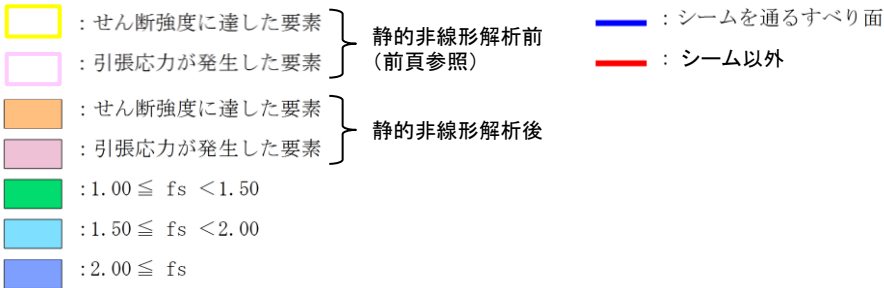 ：せん断強度に達した要素
：引張応力が発生した要素
静的非線形解析前
（前頁参照）
：せん断強度に達した要素
：引張応力が発生した要素
静的非線形解析後
：1.00≦ fs ＜1.50
：1.50≦ fs ＜2.00
：2.00≦ fs
：シームを通るすべり面
：シーム以外